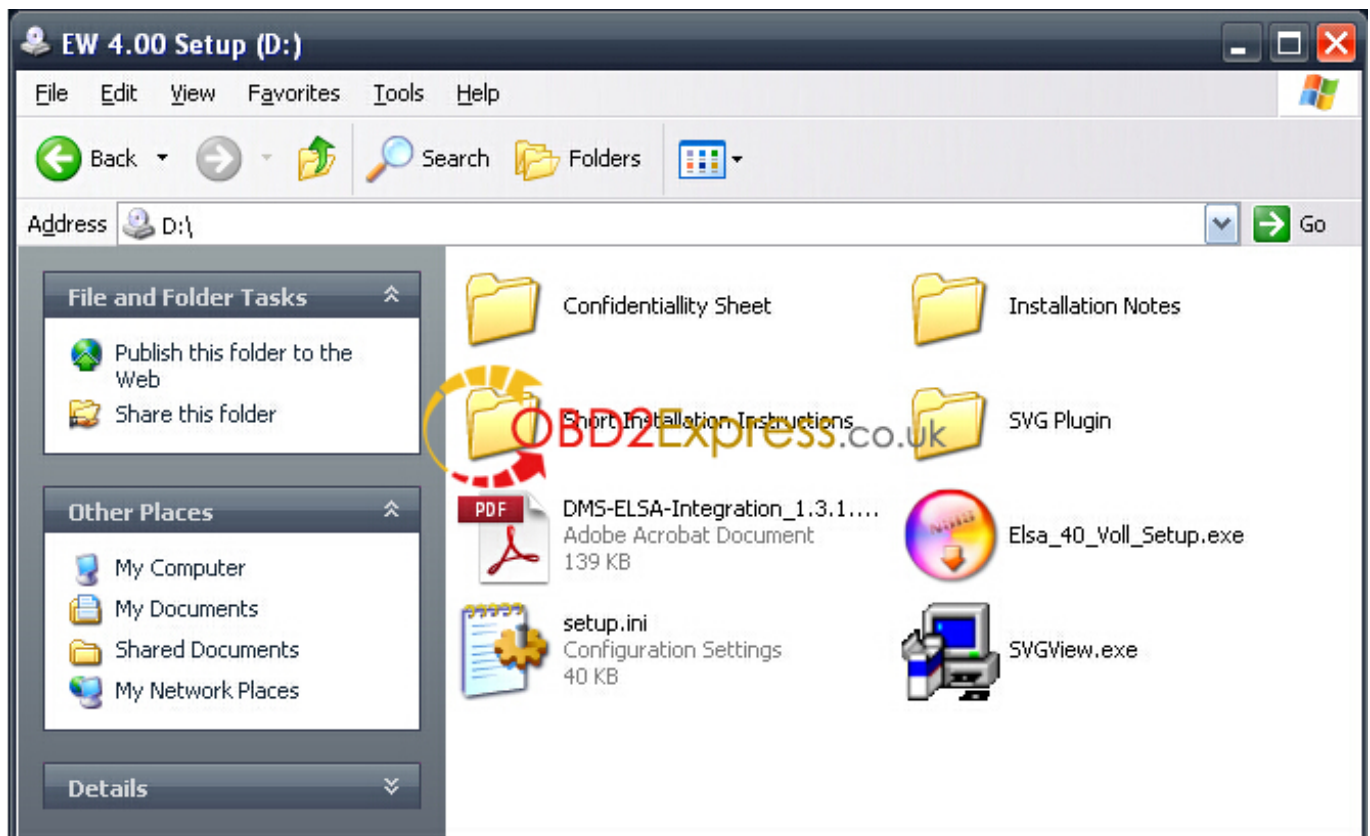 EW 4.00 Setup (D:)
File Edit View Favorites Tools Help
Back Search Folders
Address D:\ Go
File and Folder Tasks
Publish this folder to the
Web
Share this folder
Other Places
My Computer
My Documents
Shared Documents
My Network Places
Details
Confidentiallity Sheet
Installation Notes
Short Installation Instructions
SVG Plugin
OBD2Express.co.uk
PDF
DMS-ELSA-Integration_1.3.1....
Adobe Acrobat Document
139 KB
Elsa_40_Voll_Setup.exe
setup.ini
Configuration Settings
40 KB
SVGView.exe